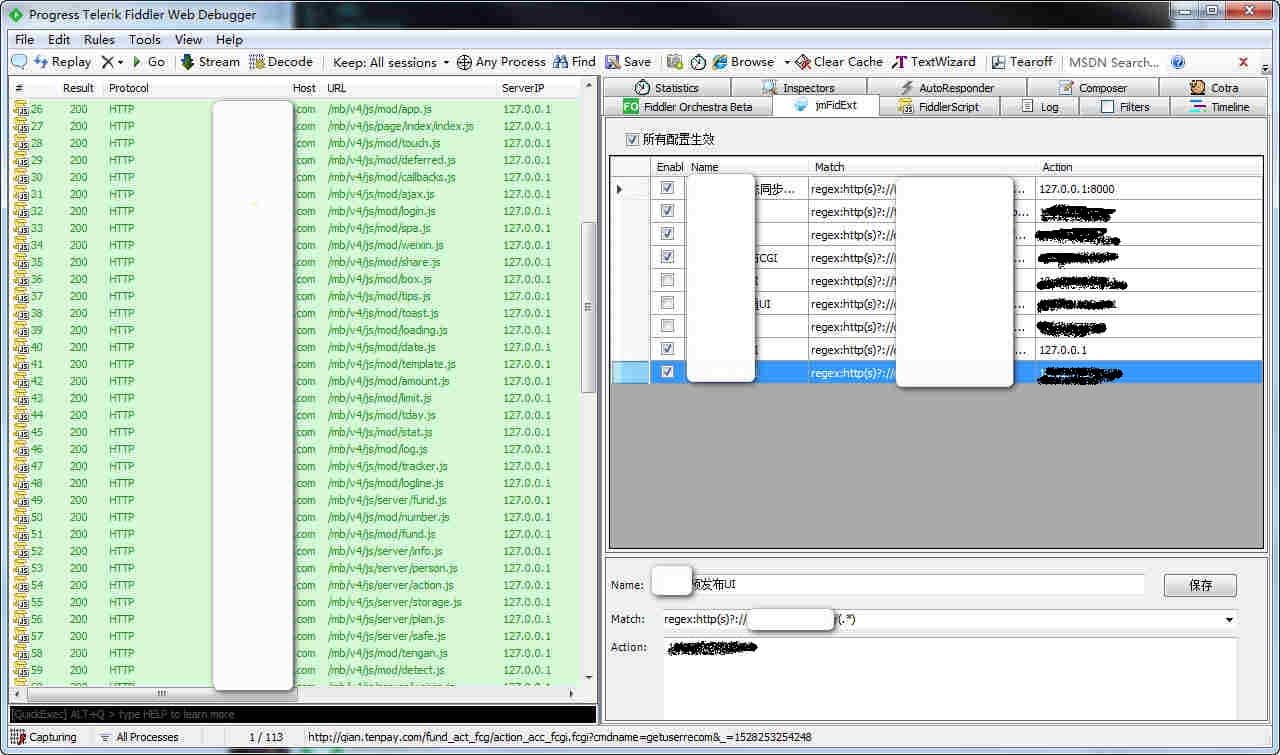 Progress Telerik Fiddler Web Debugger
File Edit Rules Tools View Help
Replay Go Stream Decode Keep: All sessions Any Process Find Save Browse Clear Cache TextWizard Tearoff MSDN Search...
# Result Protocol Host URL ServerIP
26 200 HTTP .com /mb/v4/js/mod/app.js 127.0.0.1
27 200 HTTP .com /mb/v4/js/page/index/index.js 127.0.0.1
28 200 HTTP .com /mb/v4/js/mod/touch.js 127.0.0.1
29 200 HTTP .com /mb/v4/js/mod/deferred.js 127.0.0.1
30 200 HTTP .com /mb/v4/js/mod/callbacks.js 127.0.0.1
31 200 HTTP .com /mb/v4/js/mod/ajax.js 127.0.0.1
32 200 HTTP .com /mb/v4/js/mod/login.js 127.0.0.1
33 200 HTTP .com /mb/v4/js/mod/spa.js 127.0.0.1
34 200 HTTP .com /mb/v4/js/mod/weixin.js 127.0.0.1
35 200 HTTP .com /mb/v4/js/mod/share.js 127.0.0.1
36 200 HTTP .com /mb/v4/js/mod/box.js 127.0.0.1
37 200 HTTP .com /mb/v4/js/mod/tips.js 127.0.0.1
38 200 HTTP .com /mb/v4/js/mod/toast.js 127.0.0.1
39 200 HTTP .com /mb/v4/js/mod/loading.js 127.0.0.1
40 200 HTTP .com /mb/v4/js/mod/date.js 127.0.0.1
41 200 HTTP .com /mb/v4/js/mod/template.js 127.0.0.1
42 200 HTTP .com /mb/v4/js/mod/amount.js 127.0.0.1
43 200 HTTP .com /mb/v4/js/mod/limit.js 127.0.0.1
44 200 HTTP .com /mb/v4/js/mod/tday.js 127.0.0.1
45 200 HTTP .com /mb/v4/js/mod/stat.js 127.0.0.1
46 200 HTTP .com /mb/v4/js/mod/log.js 127.0.0.1
47 200 HTTP .com /mb/v4/js/mod/tracker.js 127.0.0.1
48 200 HTTP .com /mb/v4/js/mod/logline.js 127.0.0.1
49 200 HTTP .com /mb/v4/js/server/fund.js 127.0.0.1
50 200 HTTP .com /mb/v4/js/mod/number.js 127.0.0.1
51 200 HTTP .com /mb/v4/js/mod/fund.js 127.0.0.1
52 200 HTTP .com /mb/v4/js/server/info.js 127.0.0.1
53 200 HTTP .com /mb/v4/js/server/person.js 127.0.0.1
54 200 HTTP .com /mb/v4/js/server/action.js 127.0.0.1
55 200 HTTP .com /mb/v4/js/server/storage.js 127.0.0.1
56 200 HTTP .com /mb/v4/js/server/plan.js 127.0.0.1
57 200 HTTP .com /mb/v4/js/server/safe.js 127.0.0.1
58 200 HTTP .com /mb/v4/js/mod/tengan.js 127.0.0.1
59 200 HTTP .com /mb/v4/js/mod/detect.js 127.0.0.1
[QuickExec] ALT+Q > type HELP to learn more
Statistics Inspectors AutoResponder Composer Cotra
FO Fiddler Orchestra Beta jmFidExt FiddlerScript Log Filters Timeline
所有配置生效
Enabl Name Match Action
同步... regex:http(s)?:// ... 127.0.0.1:8000
regex:http(s)?:// o...
regex:http(s)?:// ...
CGI regex:http(s)?:// ...
regex:http(s)?:// ...
UI regex:http(s)?:// ...
regex:http(s)?:// ...
regex:http(s)?:// ... 127.0.0.1
regex:http(s)?://
Name: 发布UI 保存
Match: regex:http(s)?:// (.*)
Action:
Capturing All Processes 1 / 113 http://qian.tenpay.com/fund_act_fcg/action_acc_fcgi.fcgi?cmdname=getuserrecom&_=1528253254248